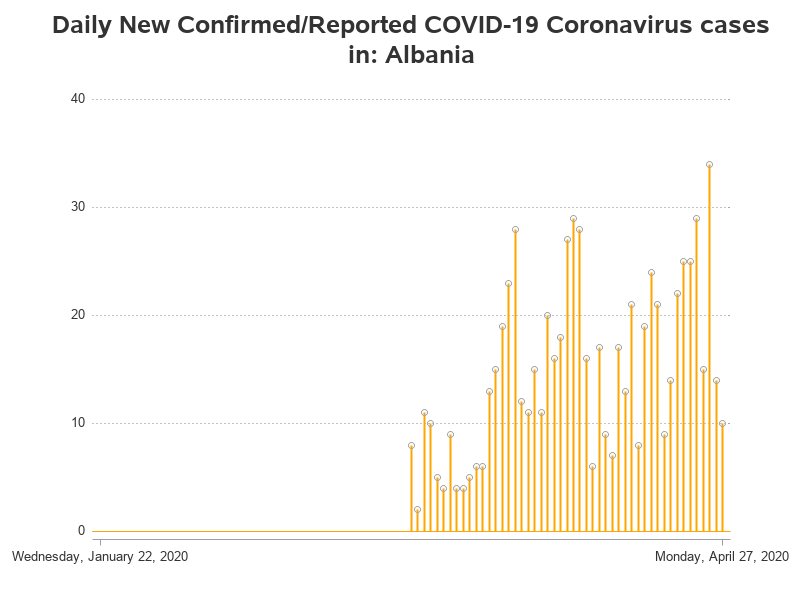 Daily New Confirmed/Reported COVID-19 Coronavirus cases
in: Albania
40
30
20
10
0
Wednesday, January 22, 2020
Monday, April 27, 2020